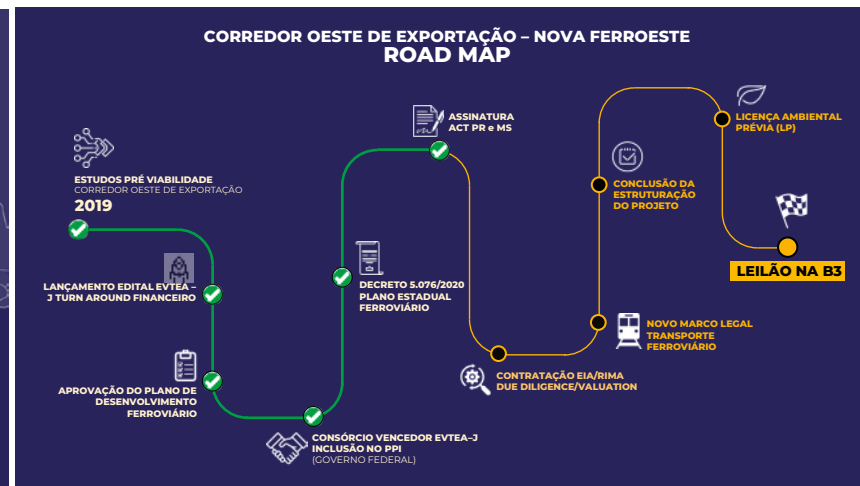 CORREDOR OESTE DE EXPORTAÇÃO – NOVA FERROESTE
ROAD MAP
ESTUDOS PRÉ VIABILIDADE
CORREDOR OESTE DE EXPORTAÇÃO
2019
LANÇAMENTO EDITAL EVTEA –
J TURN AROUND FINANCEIRO
APROVAÇÃO DO PLANO DE
DESENVOLVIMENTO
FERROVIÁRIO
CONSÓRCIO VENCEDOR EVTEA–J
INCLUSÃO NO PPI
(GOVERNO FEDERAL)
DECRETO 5.076/2020
PLANO ESTADUAL
FERROVIÁRIO
ASSINATURA
ACT PR e MS
CONTRATAÇÃO EIA/RIMA
DUE DILIGENCE/VALUATION
NOVO MARCO LEGAL
TRANSPORTE
FERROVIÁRIO
CONCLUSÃO DA
ESTRUTURAÇÃO
DO PROJETO
LICENÇA AMBIENTAL
PRÉVIA (LP)
LEILÃO NA B3